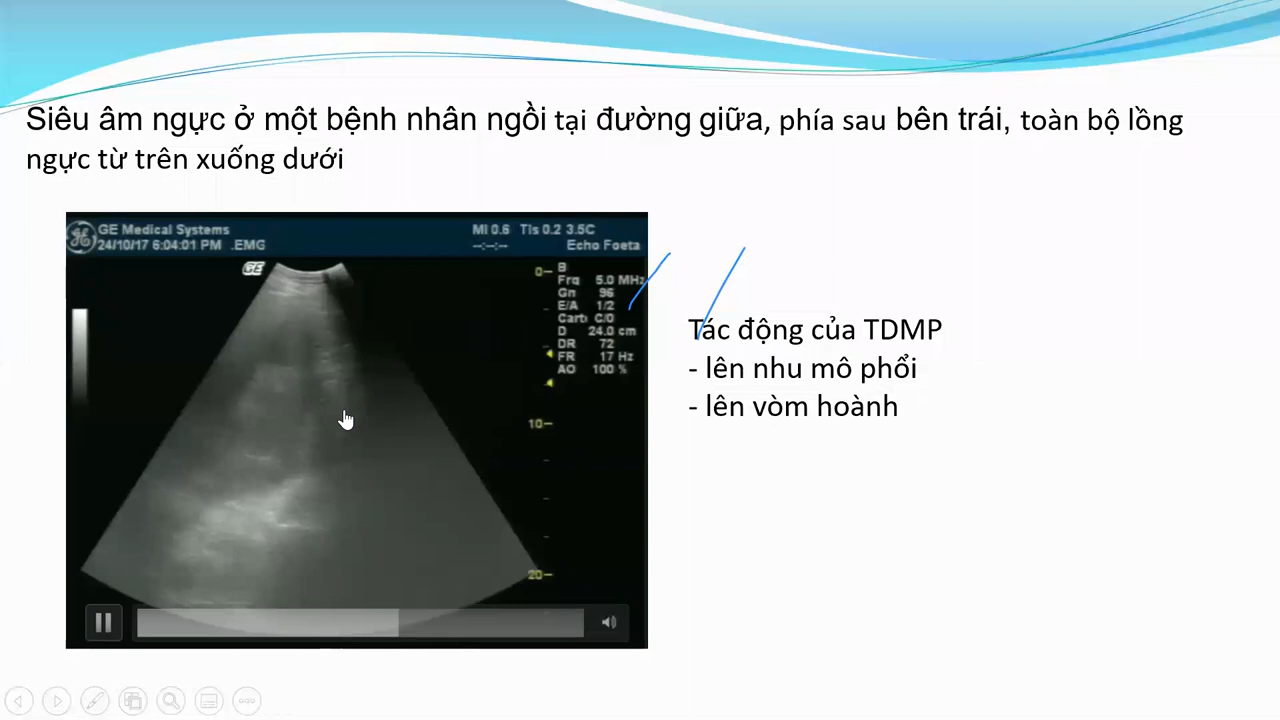 Siêu âm ngực ở một bệnh nhân ngồi tại đường giữa, phía sau bên trái, toàn bộ lồng
ngực từ trên xuống dưới
GE Medical Systems
24/10/17 6:04:01 PM .EMG
MI 0.6 TIs 0.2 3.5C
--:--:-- Echo Foeta
GE
0
B
Frq 5.0 MHz
Gn 96
E/A 1/2
Carto C/0
D 24.0 cm
DR 72
FR 17 Hz
AO 100 %
10
20
Tác động của TDMP
- lên nhu mô phổi
- lên vòm hoành